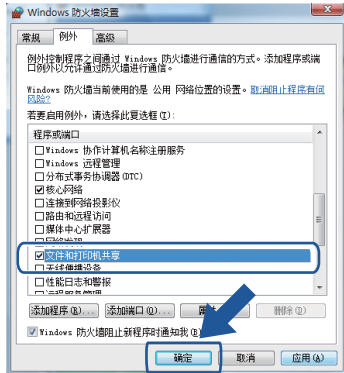 Windows 防火墙设置
常规 例外 高级
例外控制程序之间通过 Windows 防火墙进行通信的方式。添加程序或端
口例外以允许通过防火墙进行通信。
Windows 防火墙当前使用的是 公用 网络位置的设置。取消阻止程序有何
风险?
若要启用例外，请选择此复选框(T):
程序或端口
Windows 协作计算机名称注册服务
Windows 远程管理
分布式事务协调器(DTC)
核心网络
连接到网络投影仪
路由和远程访问
媒体中心扩展器
文件和打印机共享
无线便携设备
性能日志和警报
添加程序(R)... 添加端口(O)... 删除(D)
Windows 防火墙阻止新程序时通知我(B)
确定 取消 应用(A)